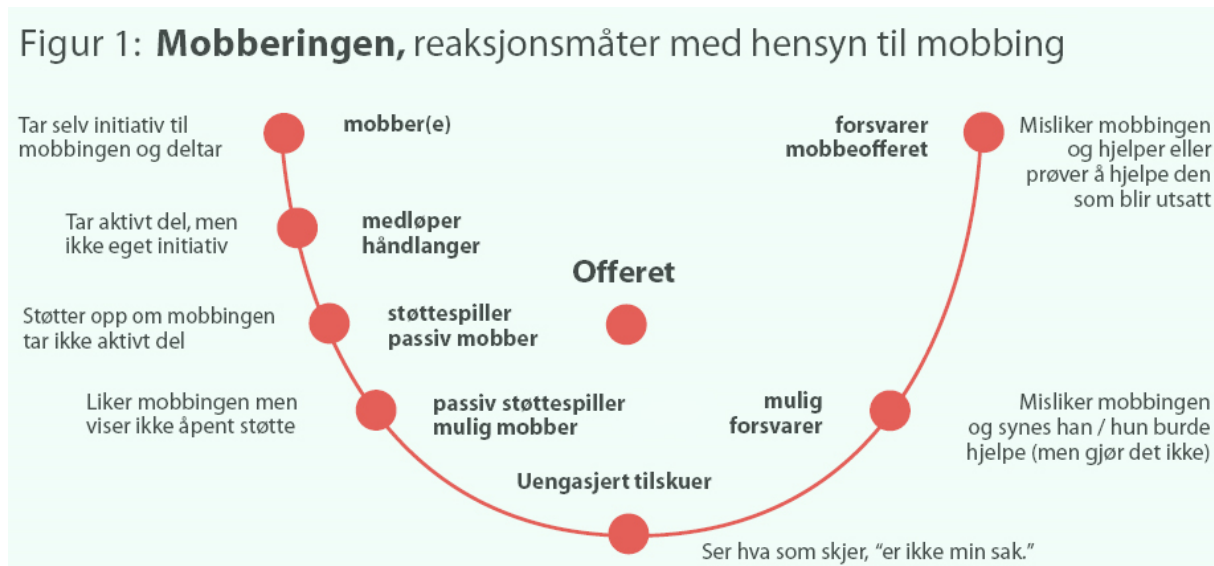 Figur 1: Mobberingen, reaksjonsmåter med hensyn til mobbing
Tar selv initiativ til
mobbingen og deltar
mobber(e)
forsvarer
mobbeofferet
Misliker mobbingen
og hjelper eller
prøver å hjelpe den
som blir utsatt
Tar aktivt del, men
ikke eget initiativ
medløper
håndlanger
Offeret
Støtter opp om mobbingen
tar ikke aktivt del
støttespiller
passiv mobber
Liker mobbingen men
viser ikke åpent støtte
passiv støttespiller
mulig mobber
mulig
forsvarer
Misliker mobbingen
og synes han / hun burde
hjelpe (men gjør det ikke)
Uengasjert tilskuer
Ser hva som skjer, “er ikke min sak.”